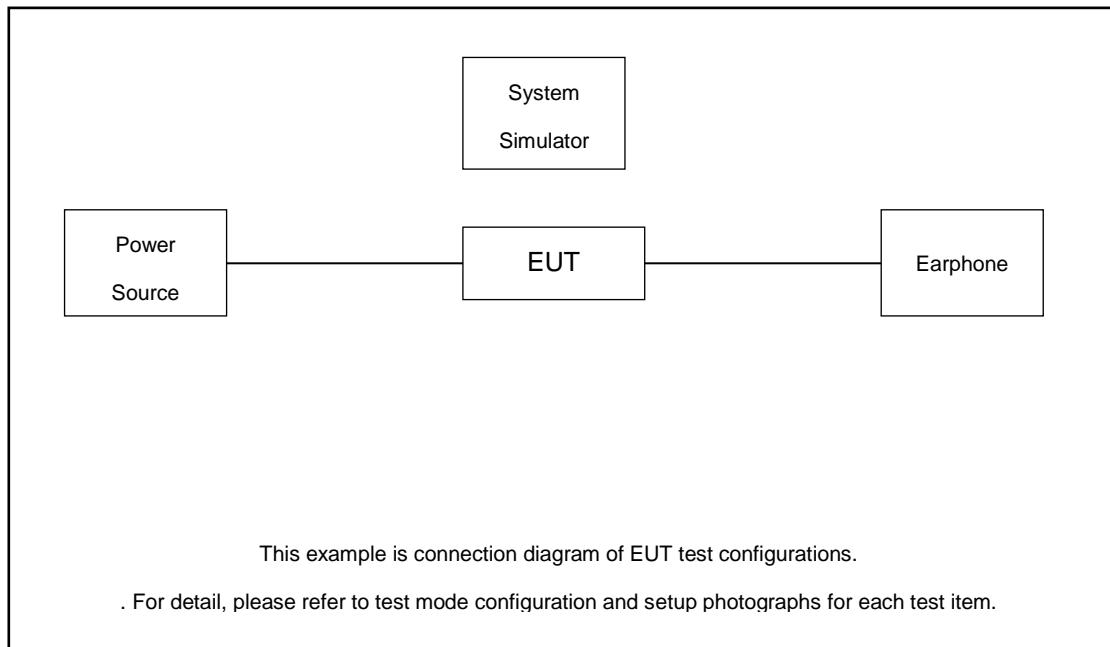 System
Simulator
Power
Source
EUT
Earphone
This example is connection diagram of EUT test configurations.
. For detail, please refer to test mode configuration and setup photographs for each test item.